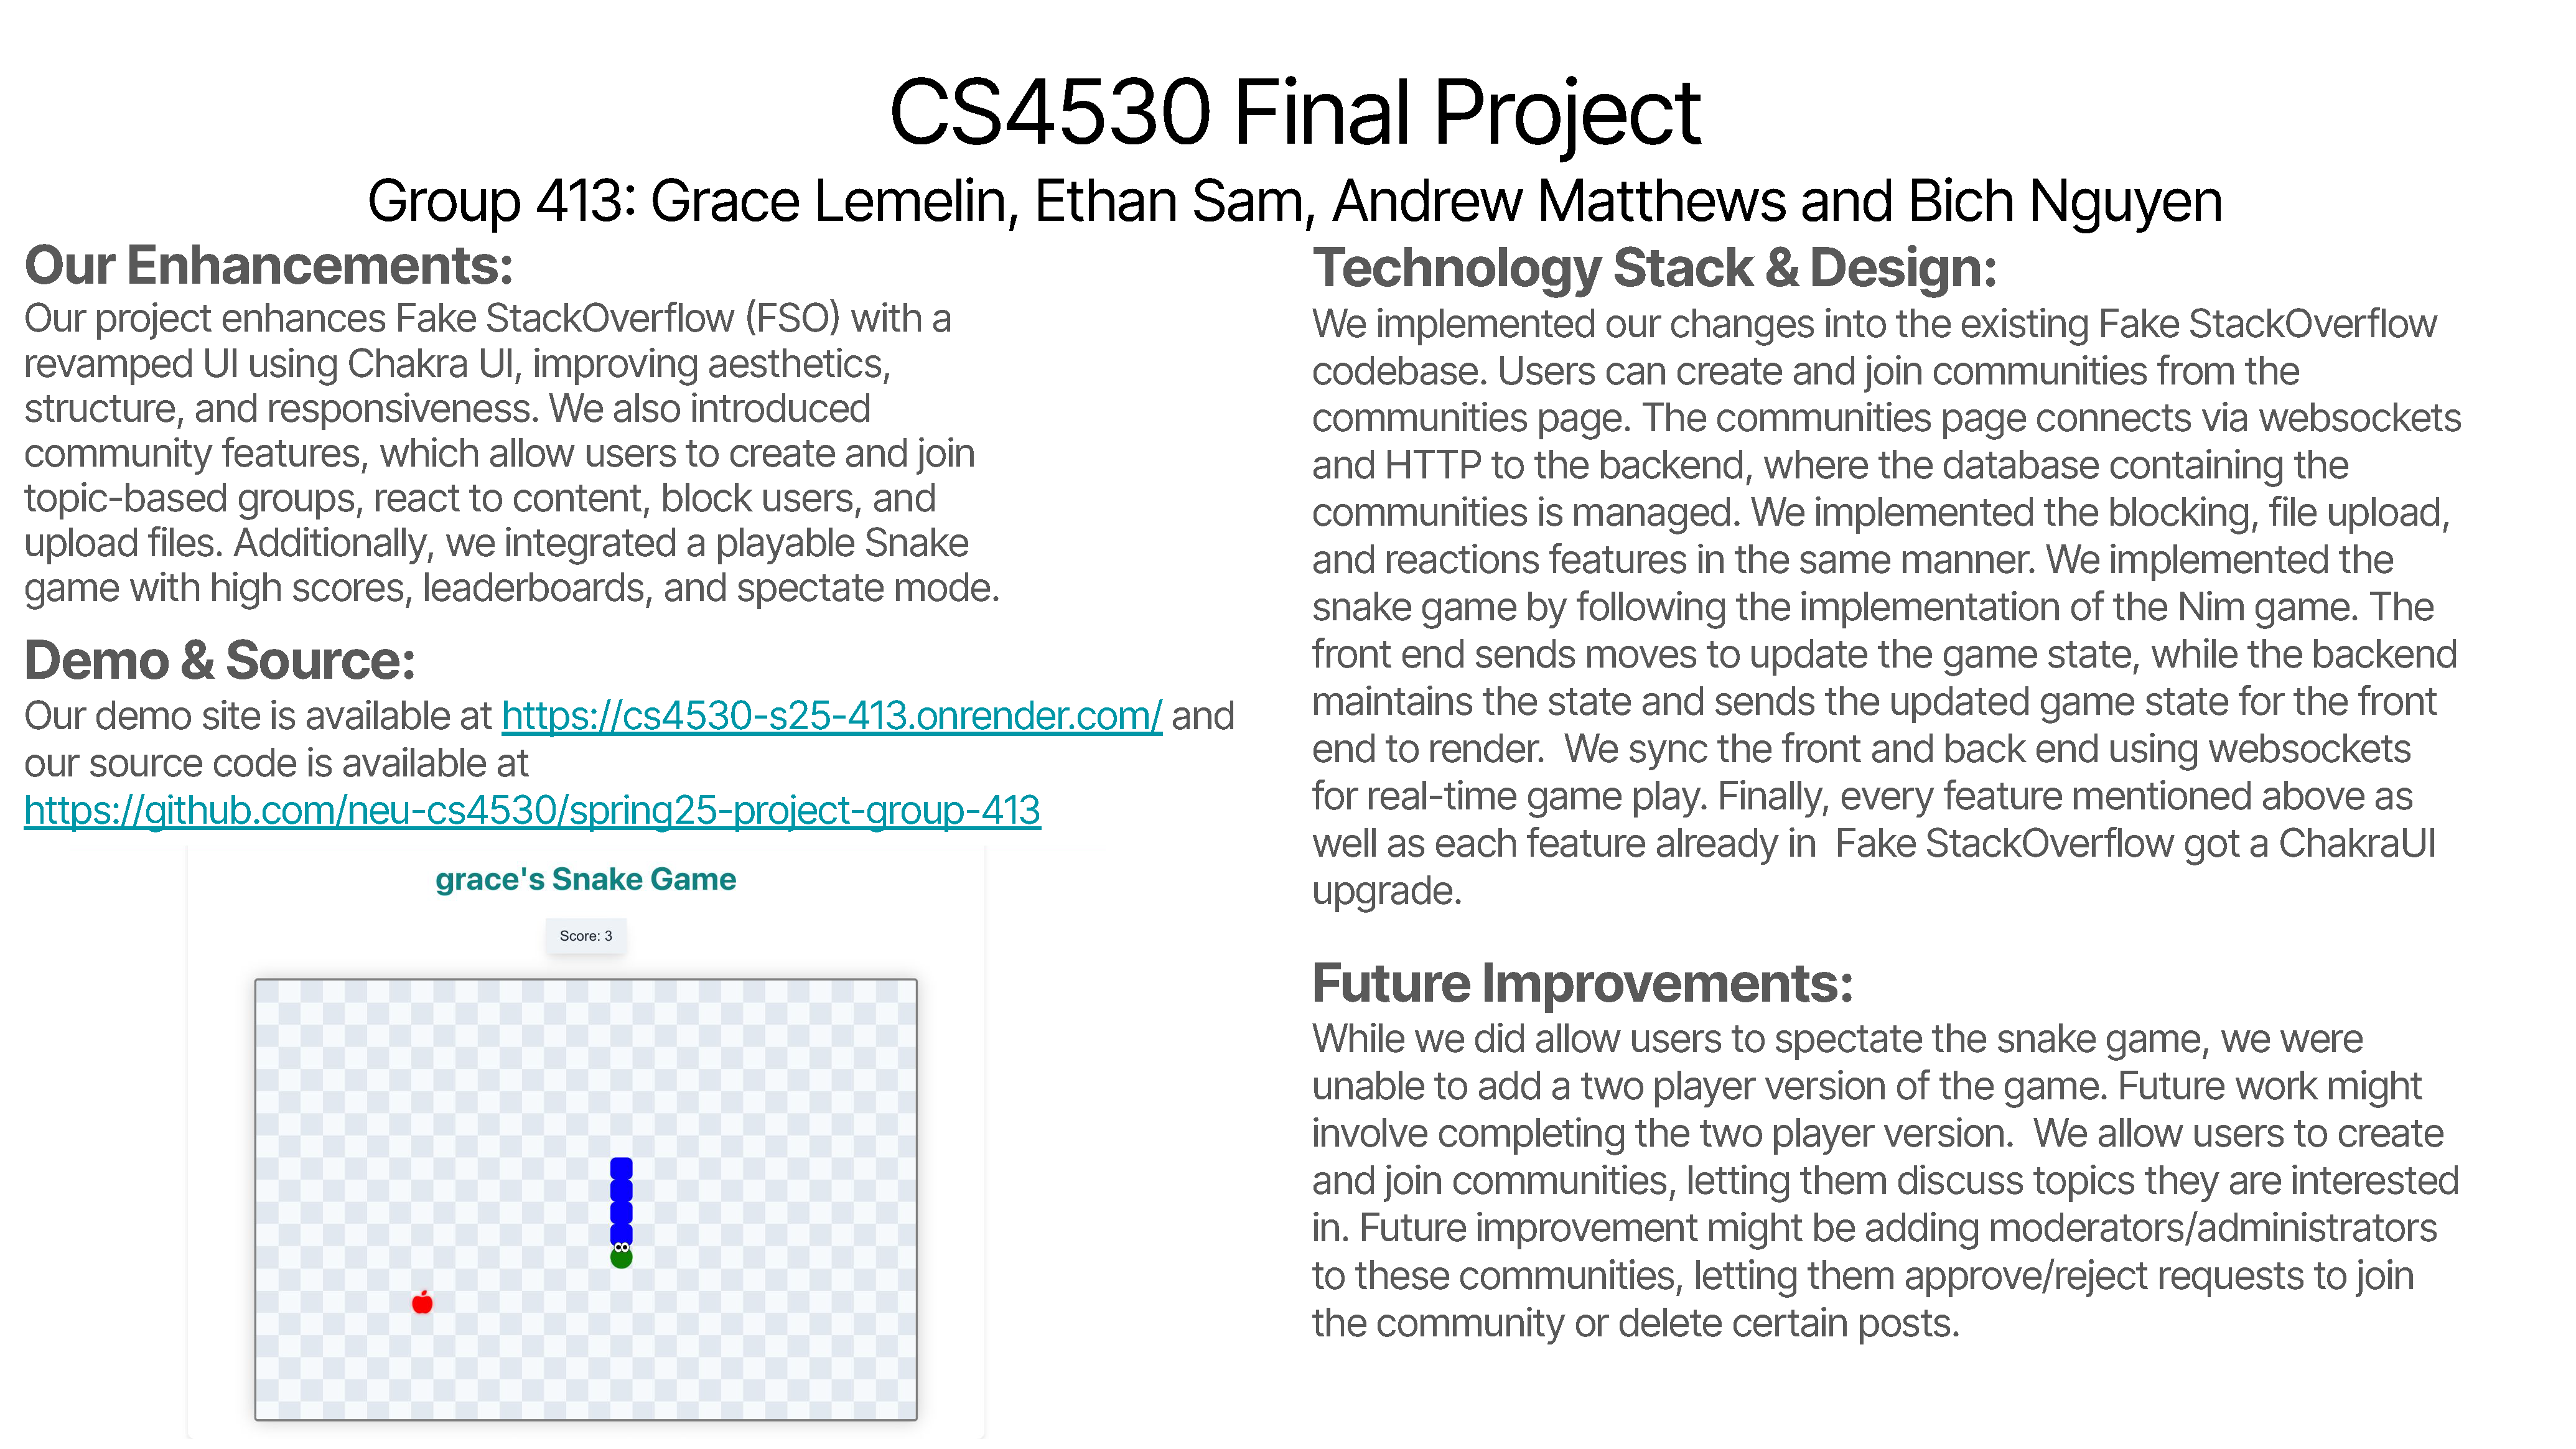 CS4530 Final Project
Group 413: Grace Lemelin, Ethan Sam, Andrew Matthews and Bich Nguyen
Our Enhancements:
Our project enhances Fake StackOverflow (FSO) with a
revamped UI using Chakra UI, improving aesthetics,
structure, and responsiveness. We also introduced
community features, which allow users to create and join
topic-based groups, react to content, block users, and
upload files. Additionally, we integrated a playable Snake
game with high scores, leaderboards, and spectate mode.
Demo & Source:
Our demo site is available at https://cs4530-s25-413.onrender.com/ and
our source code is available at
https://github.com/neu-cs4530/spring25-project-group-413
grace's Snake Game
Score: 3
Technology Stack & Design:
We implemented our changes into the existing Fake StackOverflow
codebase. Users can create and join communities from the
communities page. The communities page connects via websockets
and HTTP to the backend, where the database containing the
communities is managed. We implemented the blocking, file upload,
and reactions features in the same manner. We implemented the
snake game by following the implementation of the Nim game. The
front end sends moves to update the game state, while the backend
maintains the state and sends the updated game state for the front
end to render.  We sync the front and back end using websockets
for real-time game play. Finally, every feature mentioned above as
well as each feature already in  Fake StackOverflow got a ChakraUI
upgrade.
Future Improvements:
While we did allow users to spectate the snake game, we were
unable to add a two player version of the game. Future work might
involve completing the two player version.  We allow users to create
and join communities, letting them discuss topics they are interested
in. Future improvement might be adding moderators/administrators
to these communities, letting them approve/reject requests to join
the community or delete certain posts.